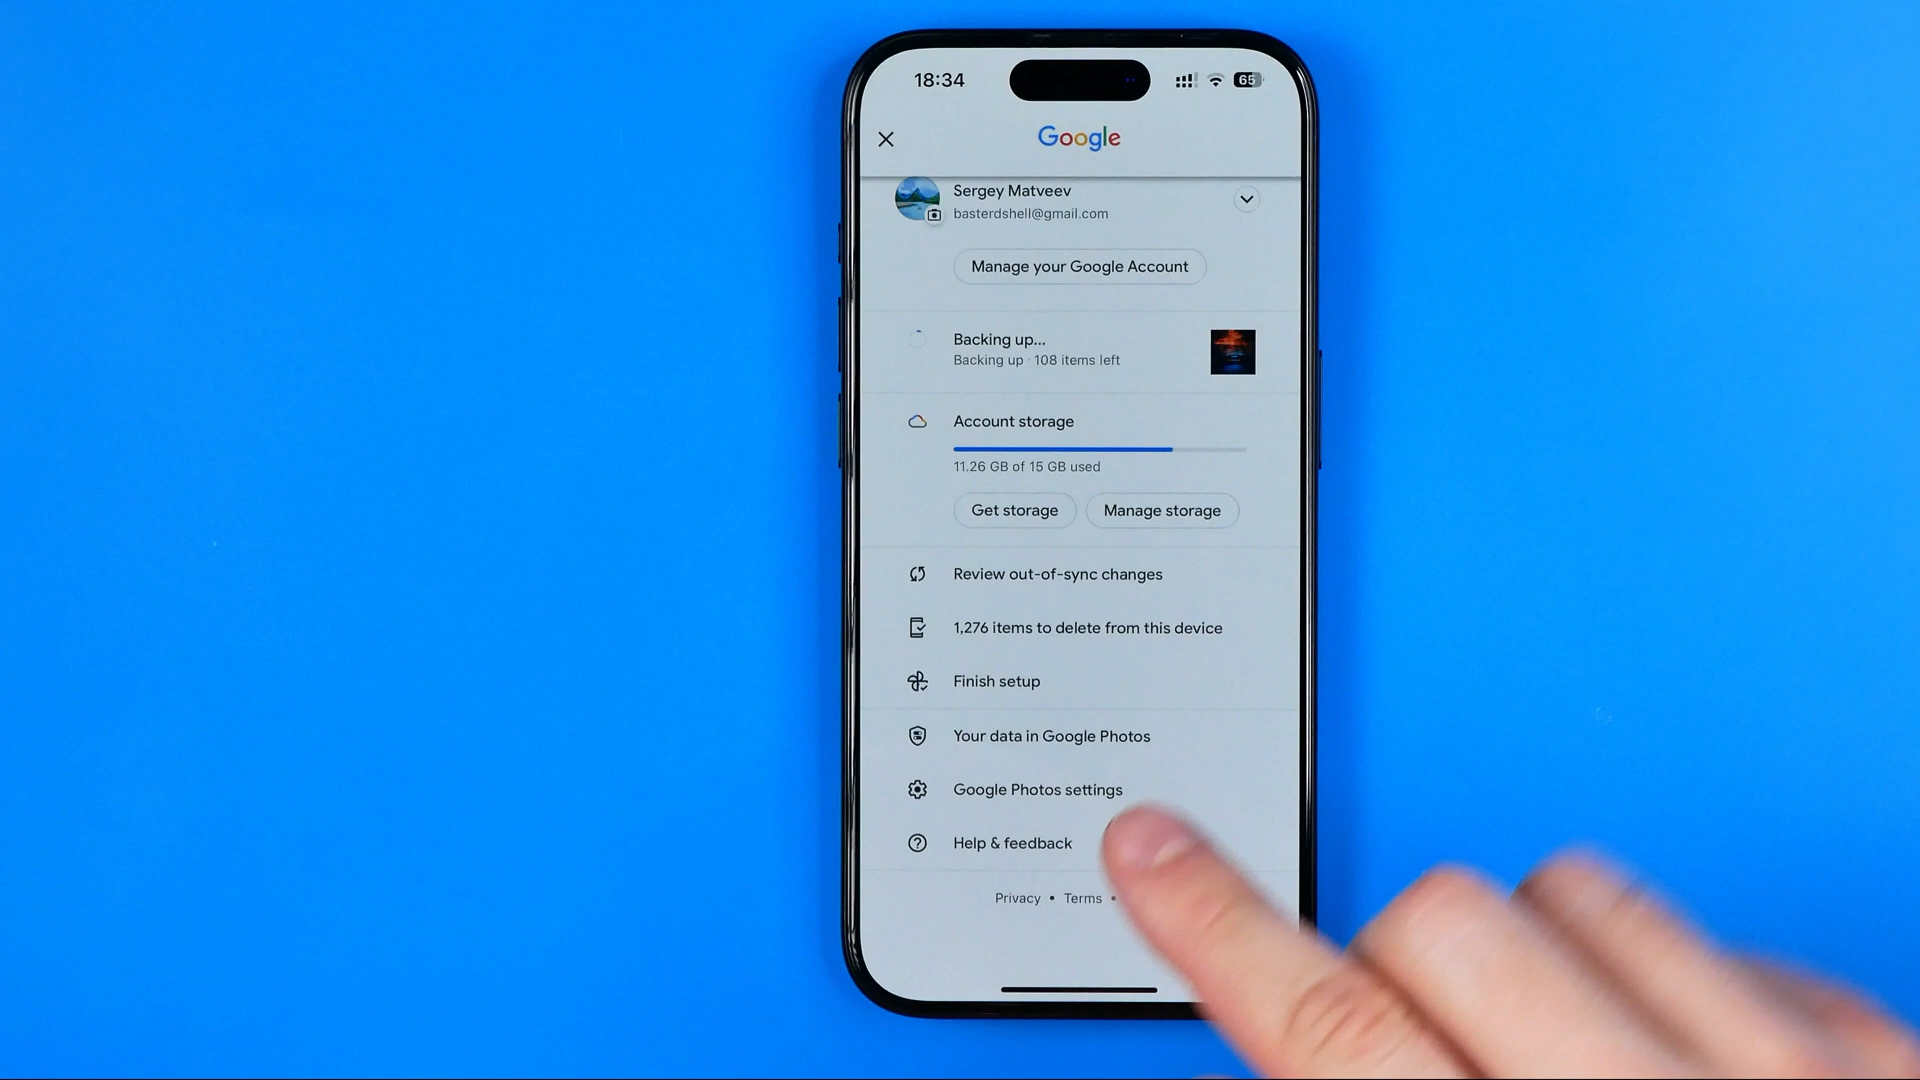 18:34
65
Google
Sergey Matveev
basterdshell@gmail.com
Manage your Google Account
Backing up...
Backing up · 108 items left
Account storage
11.26 GB of 15 GB used
Get storage
Manage storage
Review out-of-sync changes
1,276 items to delete from this device
Finish setup
Your data in Google Photos
Google Photos settings
Help & feedback
Privacy • Terms •